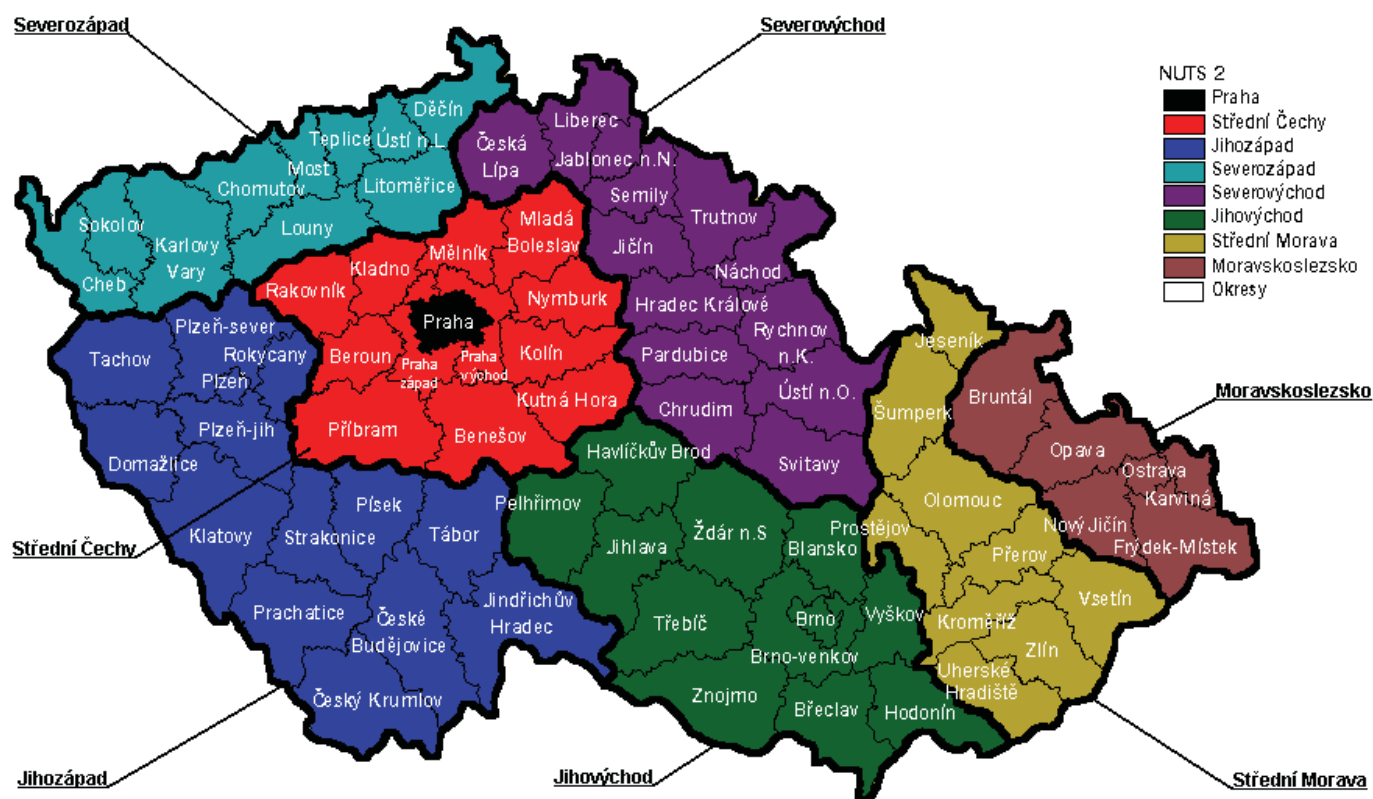 Severozápad
Severovýchod
NUTS 2
Praha
Střední Čechy
Jihozápad
Severozápad
Severovýchod
Jihovýchod
Střední Morava
Moravskoslezsko
Okresy
Děčín
Teplice
Ústí n.L.
Most
Chomutov
Litoměřice
Sokolov
Karlovy
Vary
Louny
Cheb
Česká
Lípa
Liberec
Jablonec n.N.
Semily
Trutnov
Jičín
Náchod
Hradec Králové
Rychnov
n.K.
Pardubice
Ústí n.O.
Chrudim
Svitavy
Mladá
Boleslav
Mělník
Kladno
Rakovník
Nymburk
Praha
Beroun
Praha
západ
Praha
východ
Kolín
Kutná Hora
Příbram
Benešov
Plzeň-sever
Tachov
Rokycany
Plzeň
Plzeň-jih
Domažlice
Klatovy
Písek
Strakonice
Tábor
Prachatice
České
Budějovice
Jindřichův
Hradec
Český Krumlov
Havlíčkův Brod
Pelhřimov
Jihlava
Ždár n.S
Blansko
Třebíč
Brno
Vyškov
Brno-venkov
Znojmo
Břeclav
Hodonín
Jeseník
Šumperk
Olomouc
Prostějov
Přerov
Kroměříž
Vsetín
Zlín
Uherské
Hradiště
Bruntál
Opava
Ostrava
Karviná
Nový Jičín
Frýdek-Místek
Moravskoslezsko
Střední Čechy
Jihozápad
Jihovýchod
Střední Morava